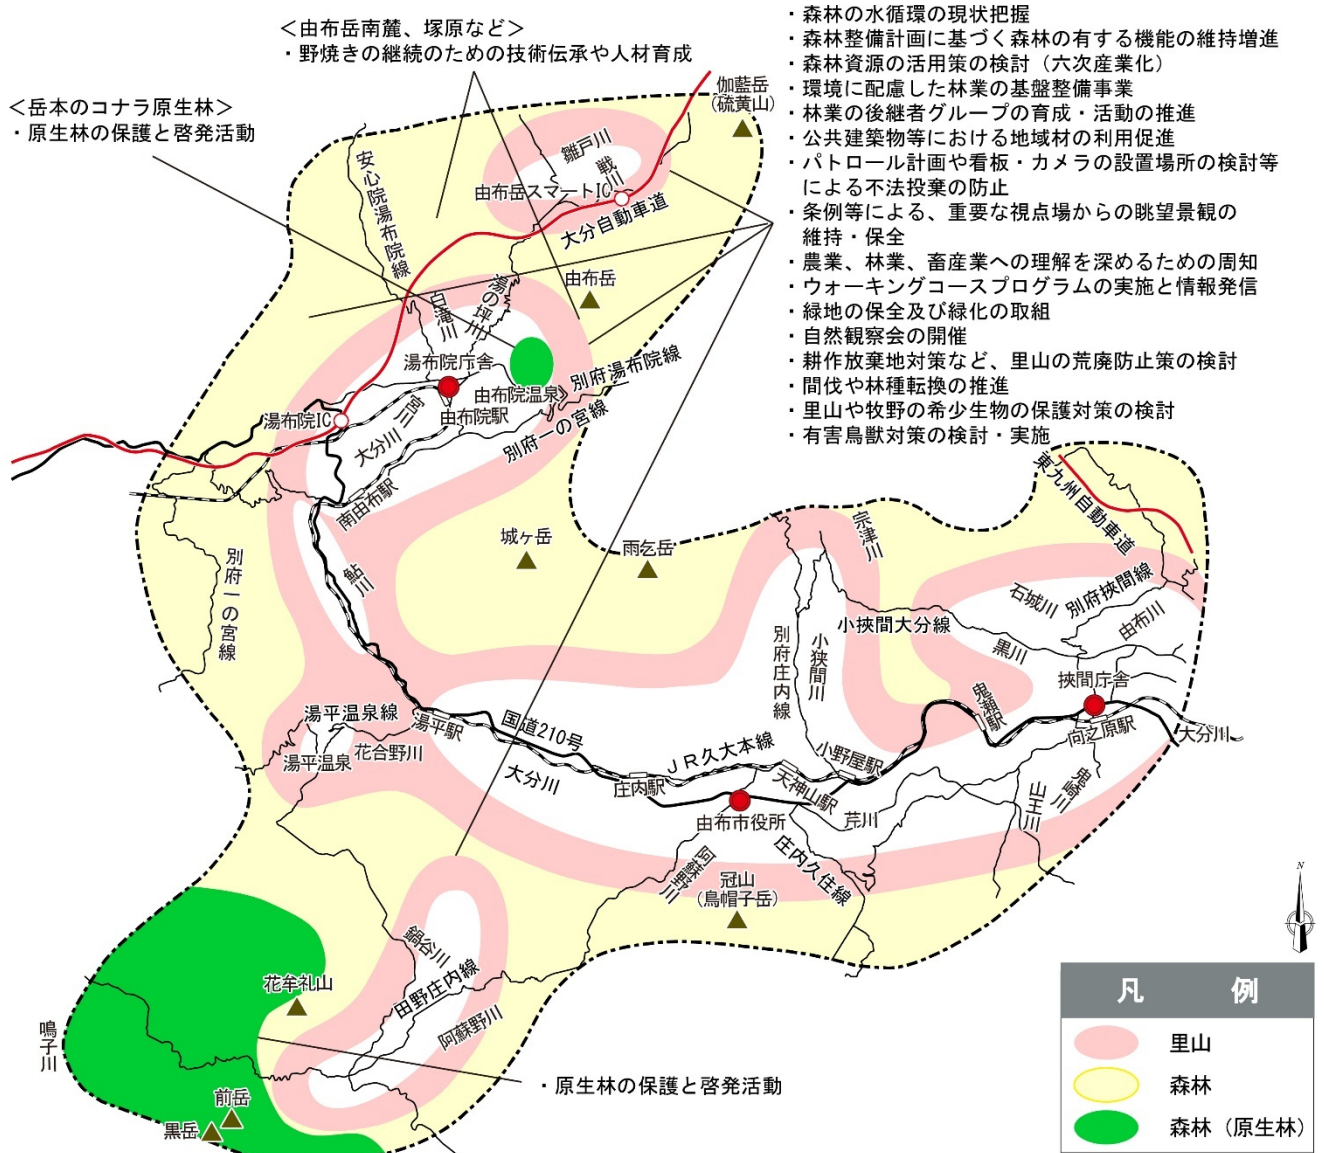 <由布岳南麓、塚原など>
・野焼きの継続のための技術伝承や人材育成
<岳本のコナラ原生林>
・原生林の保護と啓発活動
・森林の水循環の現状把握
・森林整備計画に基づく森林の有する機能の維持増進
・森林資源の活用策の検討（六次産業化）
・環境に配慮した林業の基盤整備事業
・林業の後継者グループの育成・活動の推進
・公共建築物等における地域材の利用促進
・パトロール計画や看板・カメラの設置場所の検討等
による不法投棄の防止
・条例等による、重要な視点場からの眺望景観の
維持・保全
・農業、林業、畜産業への理解を深めるための周知
・ウォーキングコースプログラムの実施と情報発信
・緑地の保全及び緑化の取組
・自然観察会の開催
・耕作放棄地対策など、里山の荒廃防止策の検討
・間伐や林種転換の推進
・里山や牧野の希少生物の保護対策の検討
・有害鳥獣対策の検討・実施
伽藍岳
（硫黄山）
雛戸川
戦川
由布岳スマートIC
大分自動車道
安心院湯布院線
由布岳
湯の坪川
白滝川
湯布院庁舎
由布院温泉
別府湯布院線
湯布院IC
宮川
由布院駅
大分川
別府一の宮線
南由布駅
城ヶ岳
雨乞岳
宗津川
東九州自動車道
別府一の宮線
鮎川
石城川
別府挾間線
由布川
小挾間大分線
黒川
別府庄内線
小狭間川
挾間庁舎
鬼瀬駅
向之原駅
大分川
湯平温泉線
湯平駅
国道210号
湯平温泉
花合野川
大分川
JR久大本線
小野屋駅
庄内駅
天神山駅
由布市役所
芹川
山王川
鬼崎川
阿蘇野川
庄内久住線
冠山
（烏帽子岳）
鍋谷川
田野庄内線
花牟礼山
阿蘇野川
鳴子川
前岳
黒岳
・原生林の保護と啓発活動
N
凡例
里山
森林
森林（原生林）